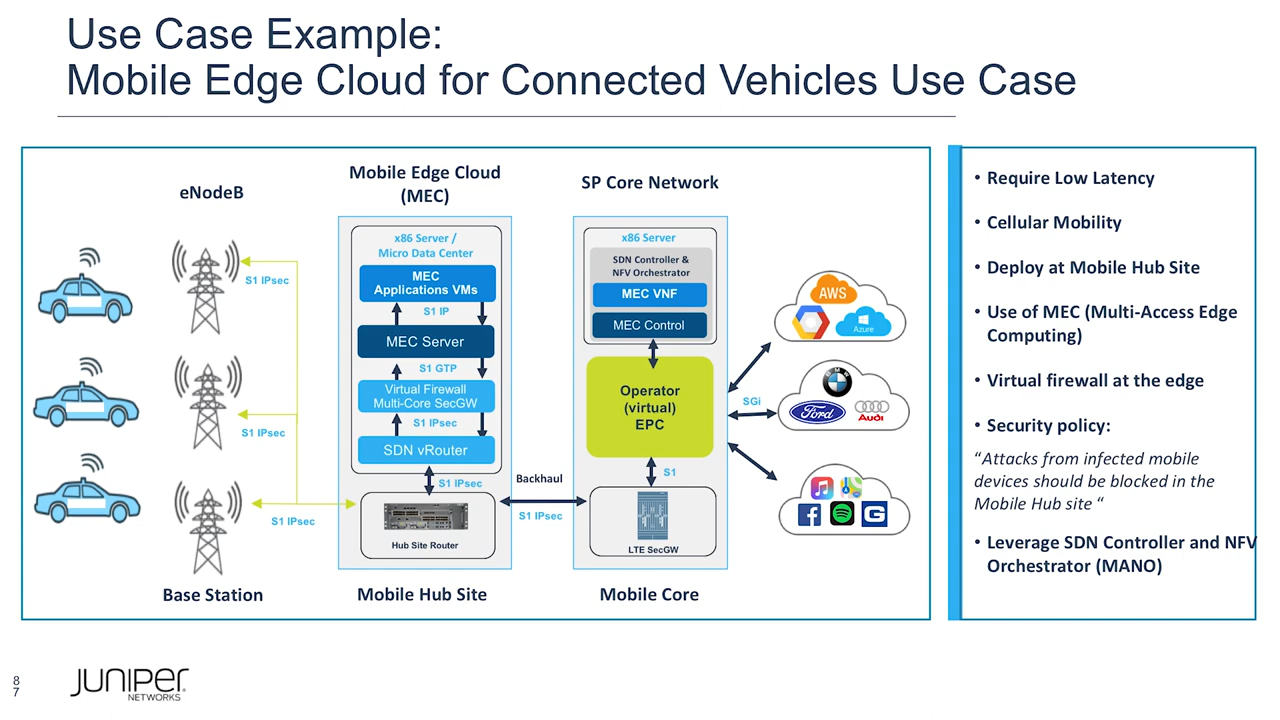 Use Case Example:
Mobile Edge Cloud for Connected Vehicles Use Case
eNodeB
Mobile Edge Cloud
(MEC)
SP Core Network
S1 IPsec
S1 IPsec
S1 IPsec
Base Station
x86 Server /
Micro Data Center
MEC
Applications VMs
S1 IP
MEC Server
S1 GTP
Virtual Firewall
Multi-Core SecGW
S1 IPsec
SDN vRouter
S1 IPsec
Hub Site Router
Mobile Hub Site
Backhaul
S1 IPsec
x86 Server
SDN Controller &
NFV Orchestrator
MEC VNF
MEC Control
Operator
(virtual)
EPC
S1
LTE SecGW
Mobile Core
SGi
AWS
Azure
BMW
Ford
Audi
G
• Require Low Latency
• Cellular Mobility
• Deploy at Mobile Hub Site
• Use of MEC (Multi-Access Edge
Computing)
• Virtual firewall at the edge
• Security policy:
“Attacks from infected mobile
devices should be blocked in the
Mobile Hub site “
• Leverage SDN Controller and NFV
Orchestrator (MANO)
8
7
JUNIPER
NETWORKS